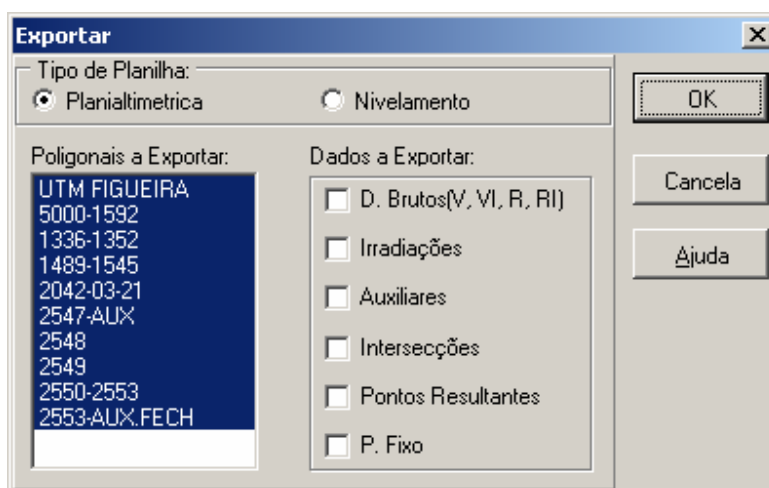 Exportar
Tipo de Planilha:
Planialtimetrica
Nivelamento
OK
Cancela
Ajuda
Poligonais a Exportar:
UTM FIGUEIRA
5000-1592
1336-1352
1489-1545
2042-03-21
2547-AUX
2548
2549
2550-2553
2553-AUX.FECH
Dados a Exportar:
D. Brutos(V, VI, R, RI)
Irradiações
Auxiliares
Intersecções
Pontos Resultantes
P. Fixo